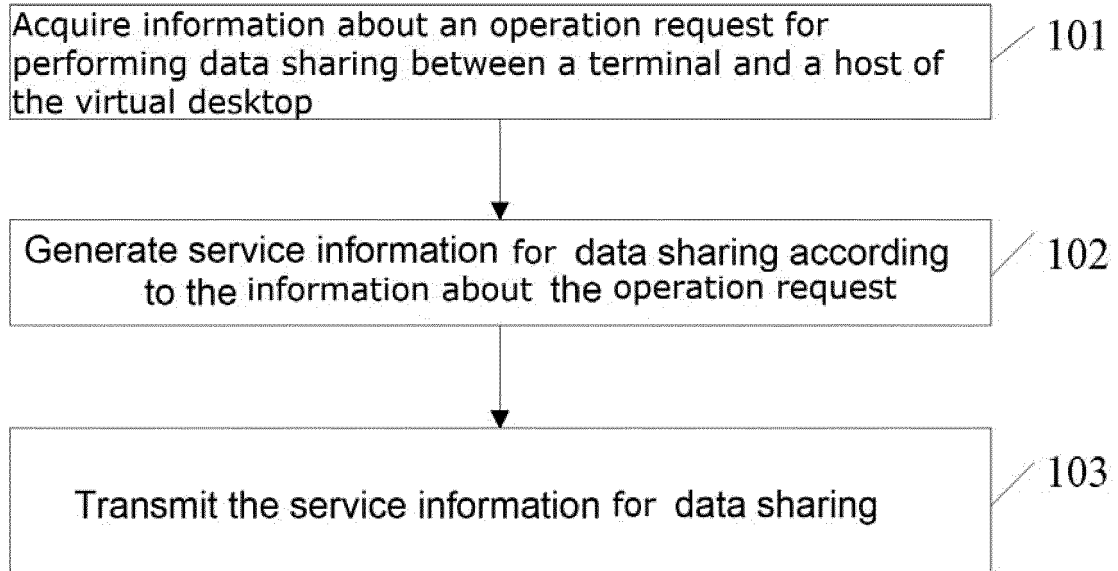 Acquire information about an operation request for
performing data sharing between a terminal and a host of
the virtual desktop
101
Generate service information for data sharing according
to the information about the operation request
102
Transmit the service information for data sharing
103